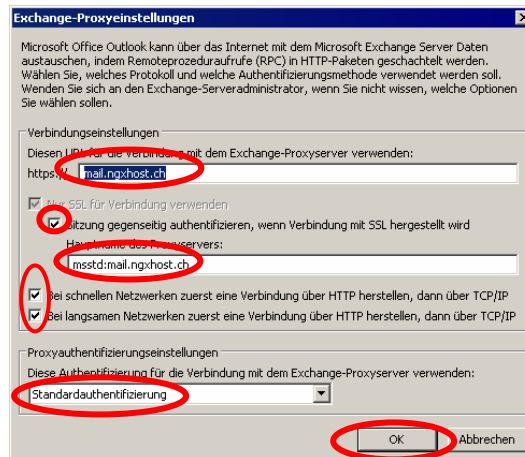 Exchange-Proxyeinstellungen
Microsoft Office Outlook kann über das Internet mit dem Microsoft Exchange Server Daten
austauschen, indem Remoteprozeduraufrufe (RPC) in HTTP-Paketen geschachtelt werden.
Wählen Sie, welches Protokoll und welche Authentifizierungsmethode verwendet werden soll.
Wenden Sie sich an den Exchange-Serveradministrator, wenn Sie nicht wissen, welche Optionen
Sie wählen sollen.
Verbindungseinstellungen
Diesen URL für die Verbindung mit dem Exchange-Proxyserver verwenden:
https:// mail.ngxhost.ch
Nur SSL für Verbindung verwenden
Sitzung gegenseitig authentifizieren, wenn Verbindung mit SSL hergestellt wird
Hauptname des Proxyservers:
msstd:mail.ngxhost.ch
Bei schnellen Netzwerken zuerst eine Verbindung über HTTP herstellen, dann über TCP/IP
Bei langsamen Netzwerken zuerst eine Verbindung über HTTP herstellen, dann über TCP/IP
Proxyauthentifizierungseinstellungen
Diese Authentifizierung für die Verbindung mit dem Exchange-Proxyserver verwenden:
Standardauthentifizierung
OK Abbrechen